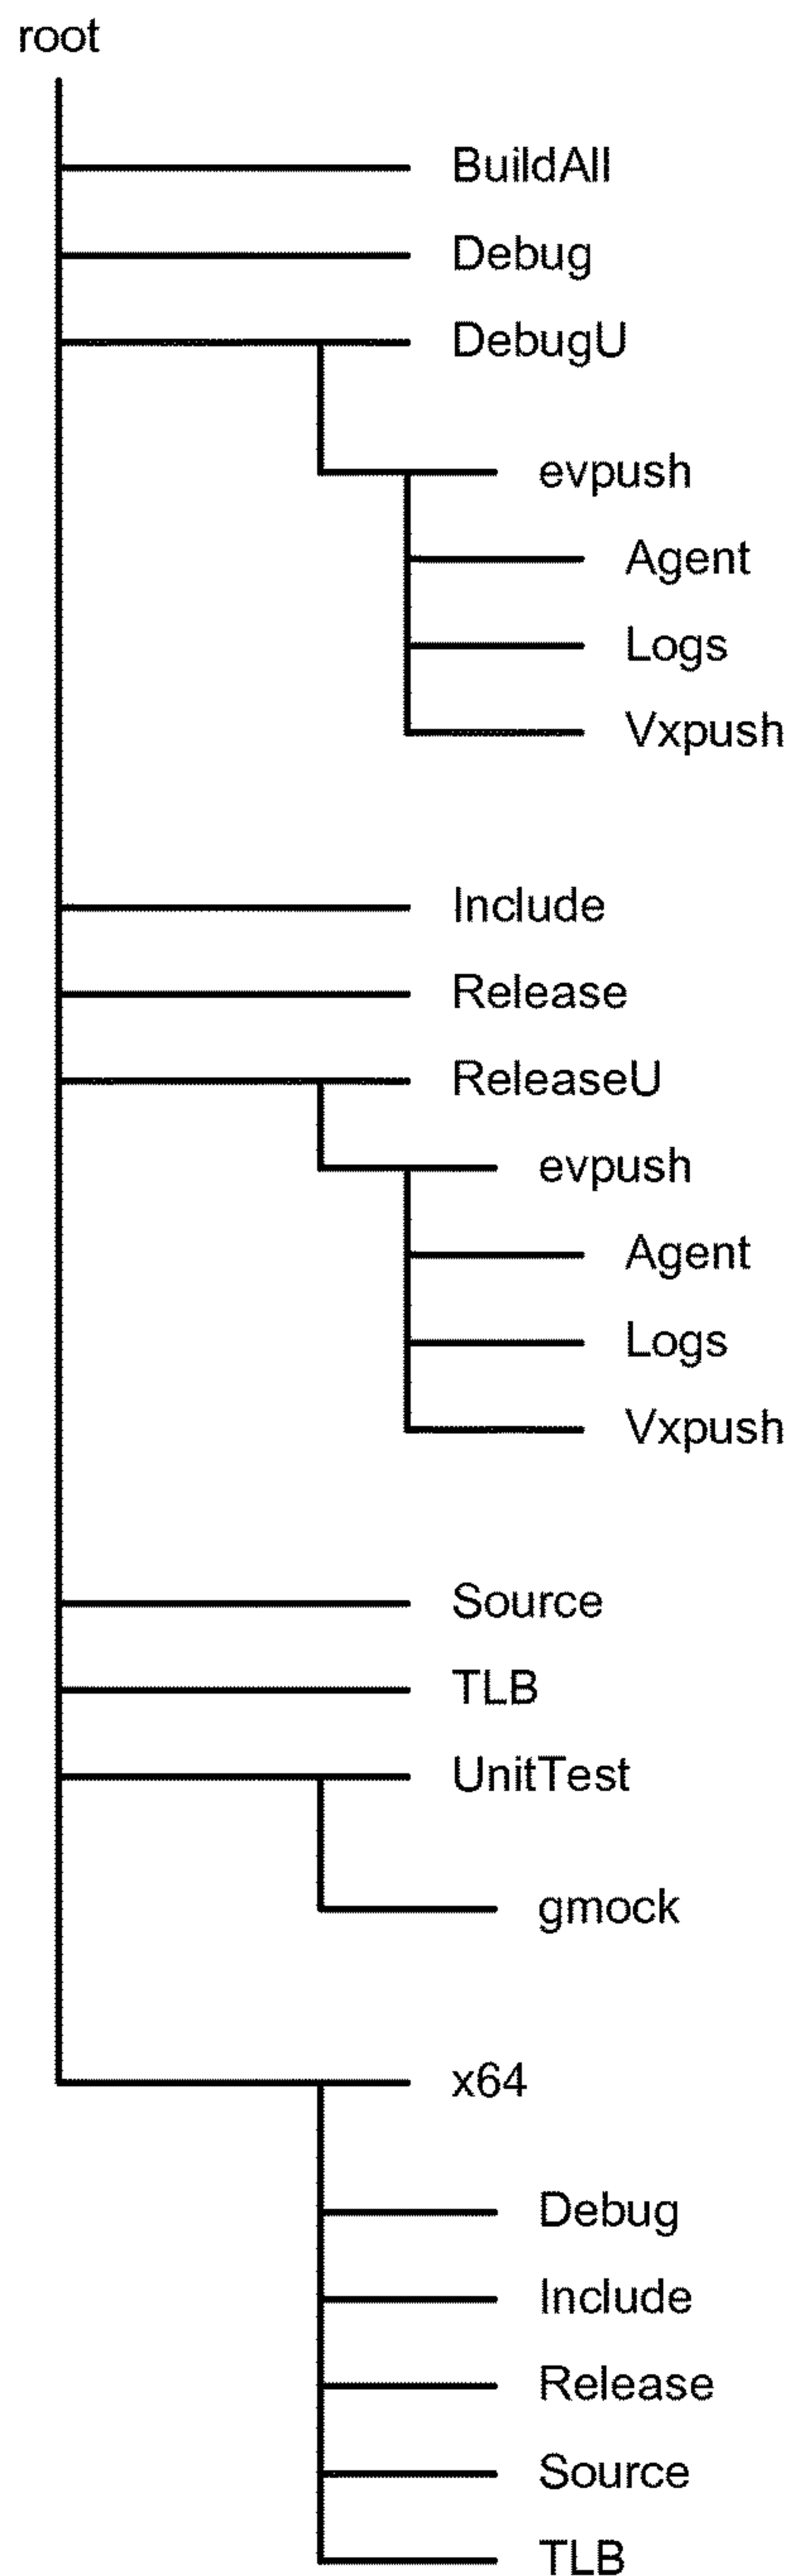 root
BuildAll
Debug
DebugU
evpush
Agent
Logs
Vxpush
Include
Release
ReleaseU
evpush
Agent
Logs
Vxpush
Source
TLB
UnitTest
gmock
x64
Debug
Include
Release
Source
TLB